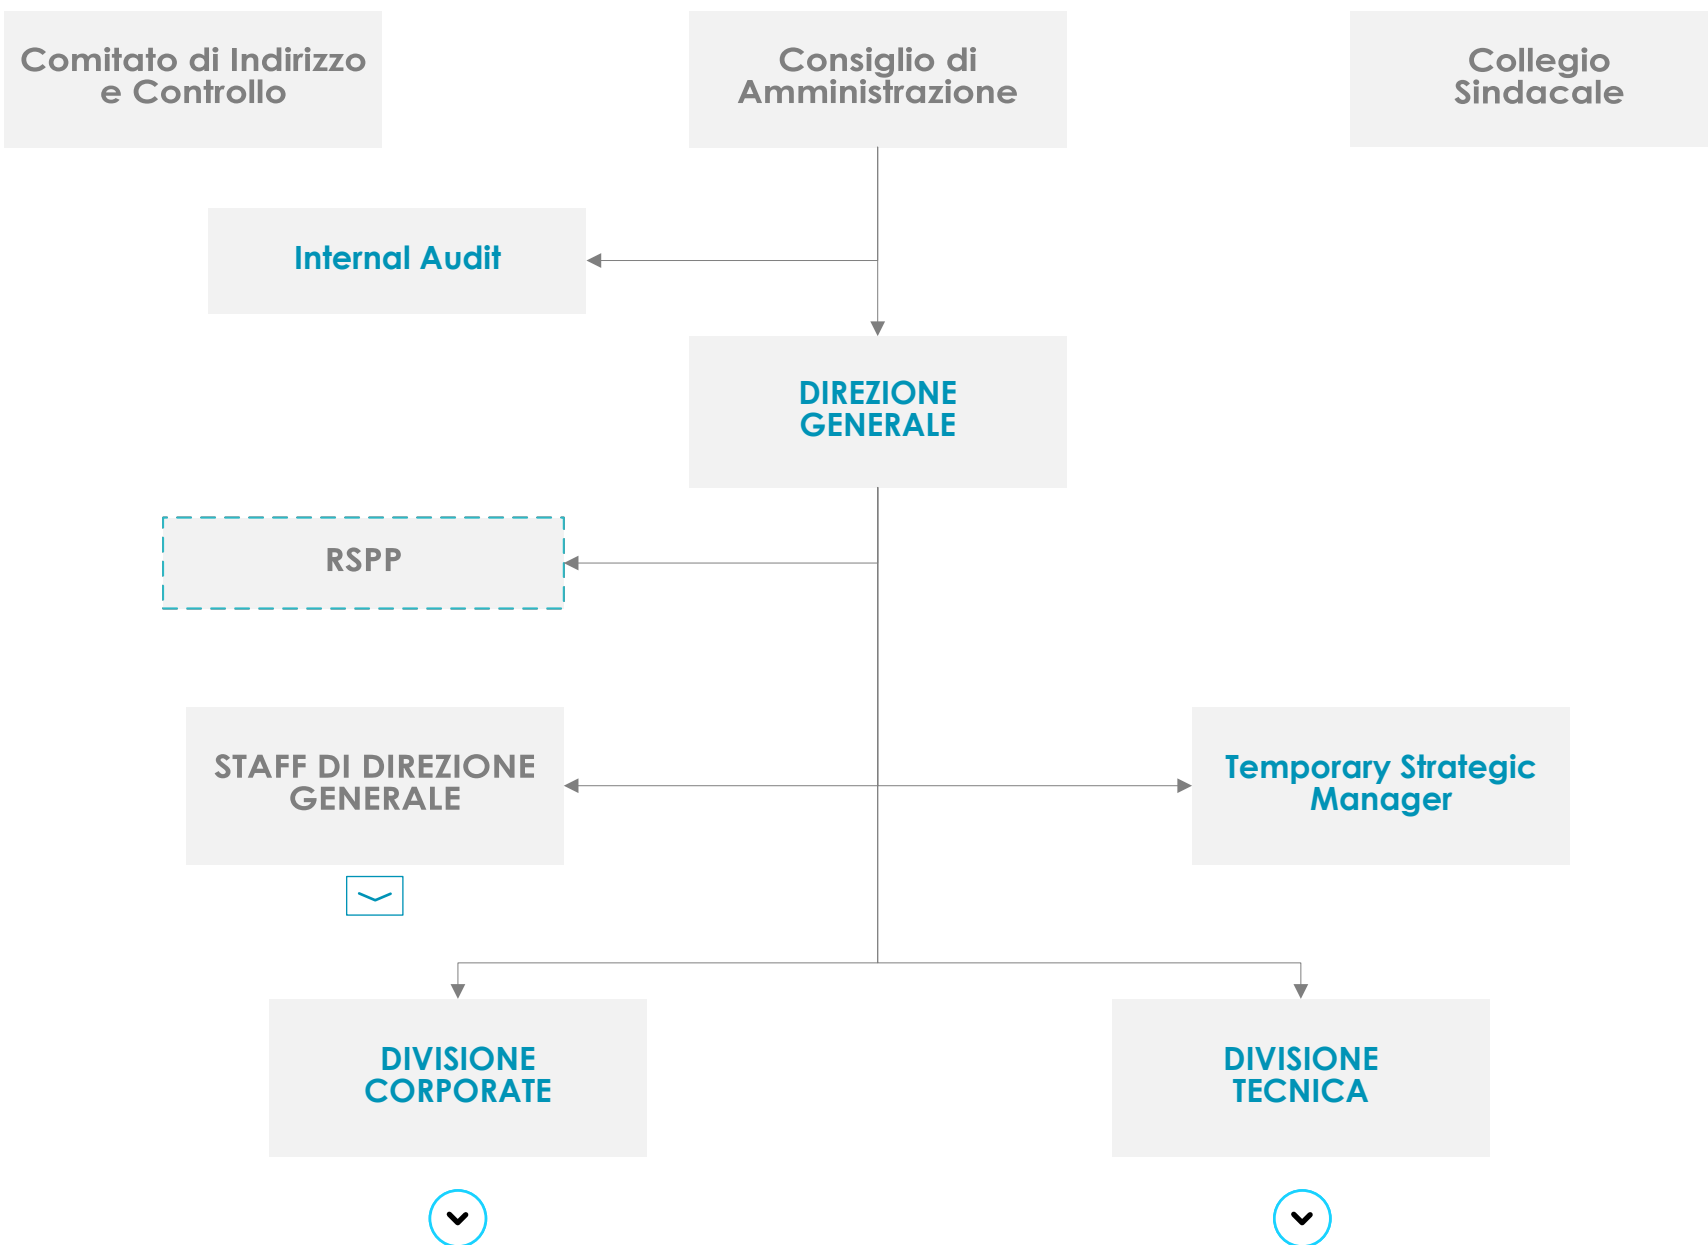 Comitato di Indirizzo
e Controllo
Consiglio di
Amministrazione
Collegio
Sindacale
Internal Audit
DIREZIONE
GENERALE
RSPP
STAFF DI DIREZIONE
GENERALE
Temporary Strategic
Manager
DIVISIONE
CORPORATE
DIVISIONE
TECNICA